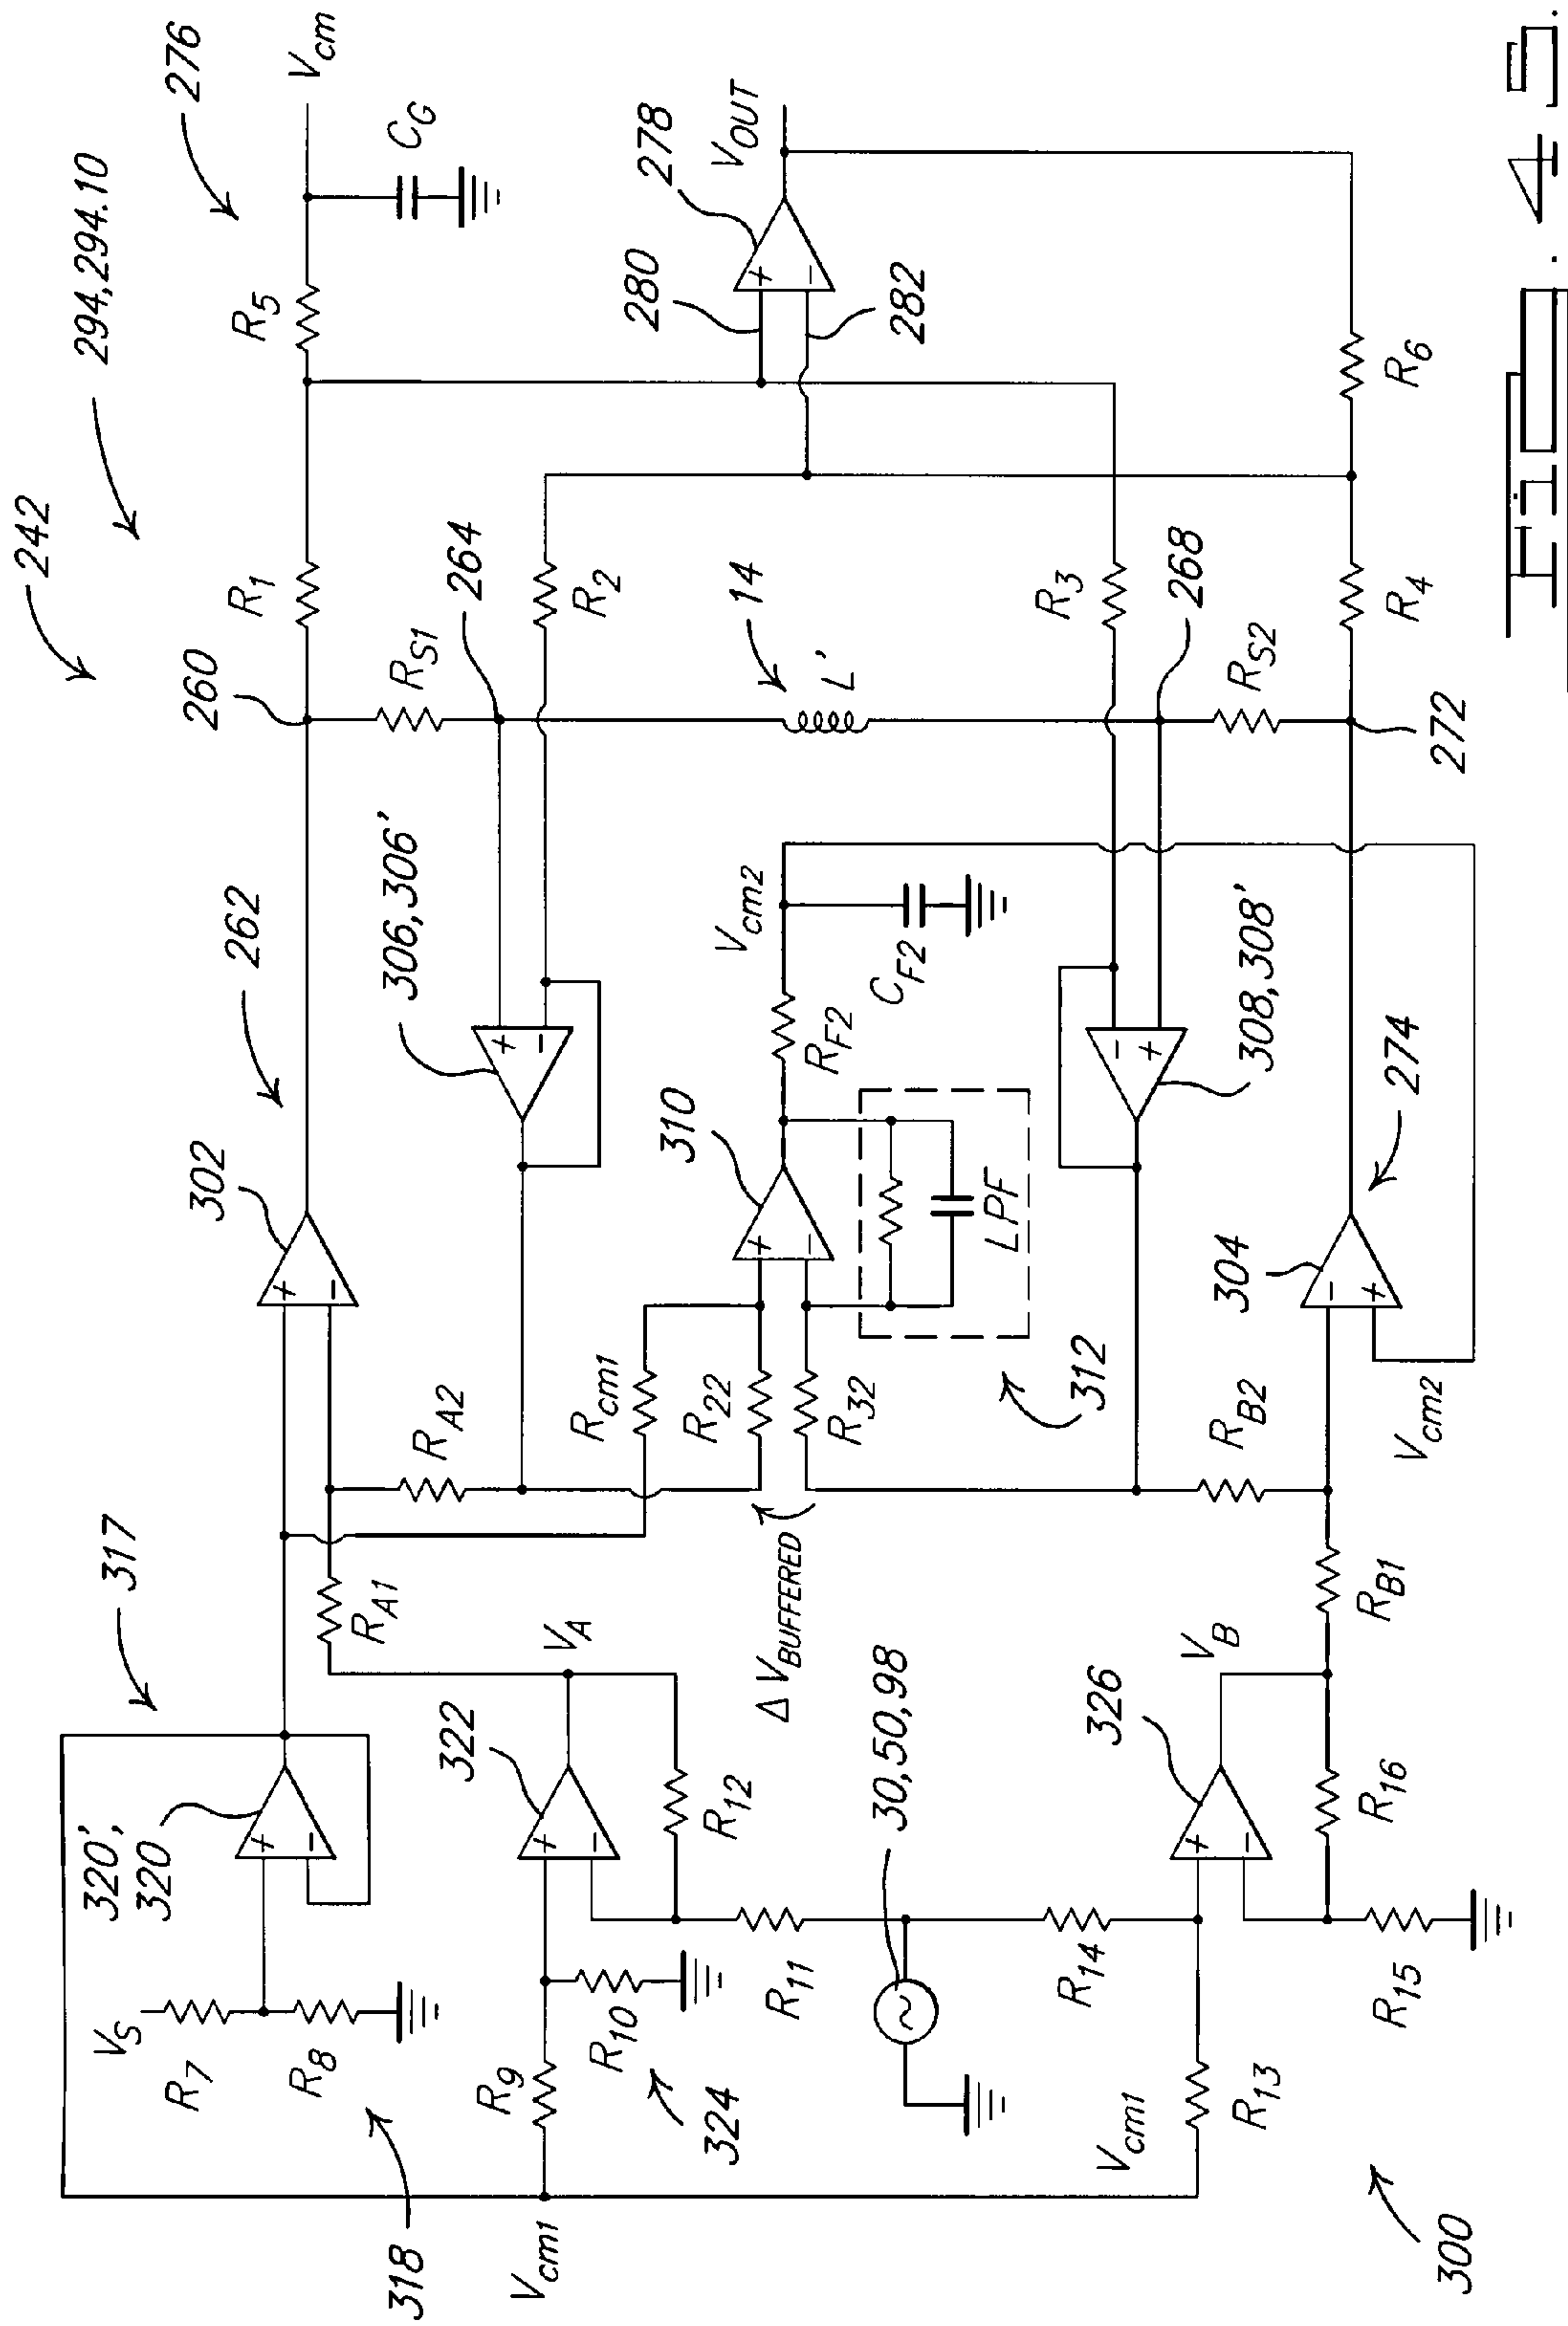 242
294,294.10
276
317
302
262
260
R1
R5
Vcm
CG
320',
320
VS
R7
R8
318
+
−
+
−
RA1
RA2
RS1
264
306,306'
+
−
R2
280
278
VOUT
+
−
282
322
VA
+
−
R9
R10
324
R12
R11
Vcm1
Rcm1
R22
R32
ΔVBUFFERED
310
+
−
RF2
Vcm2
CF2
LPF
312
14
L'
30,50,98
~
R14
Vcm1
R13
326
VB
+
−
R16
R15
RB1
RB2
304
−
+
Vcm2
274
308,308'
−
+
R3
268
RS2
272
R4
R6
300
Fig. 45.